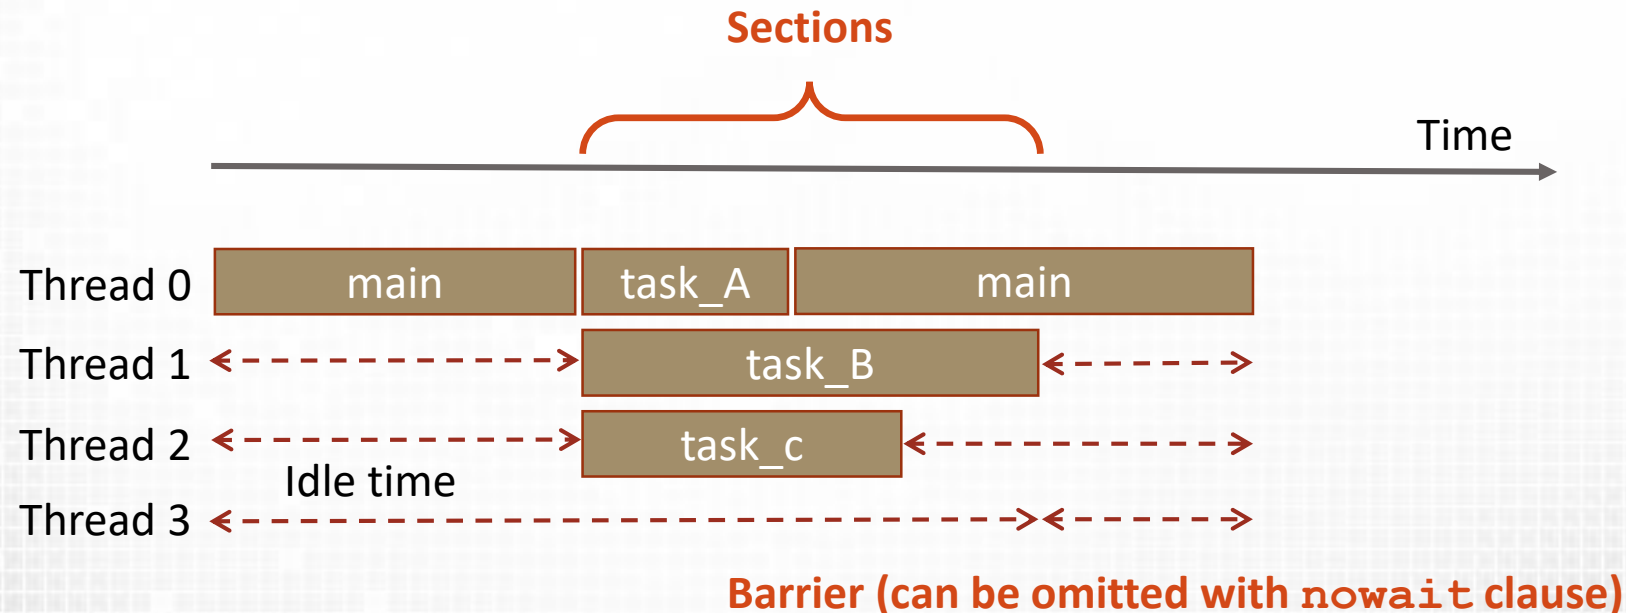 Sections
Time
Thread 0 main task_A main
Thread 1 task_B
Thread 2 task_c
Idle time
Thread 3
Barrier (can be omitted with nowait clause)